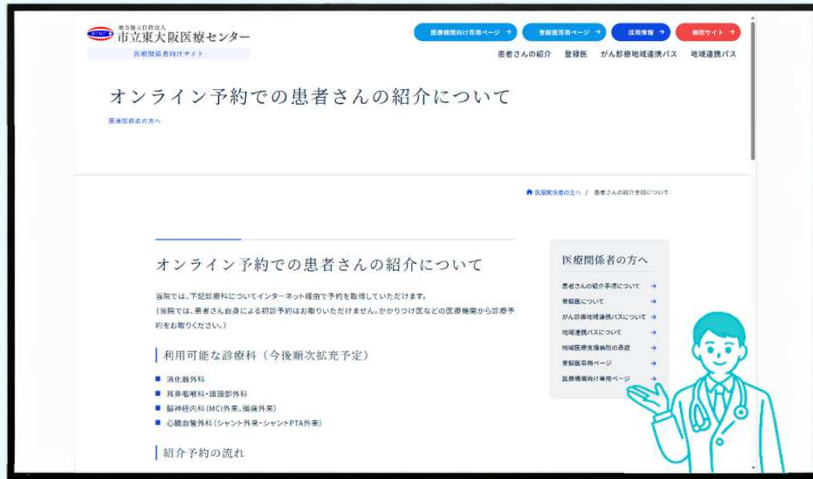 地方独立行政法人
市立東大阪医療センター
医療関係者向けサイト
医療機関向け専用ページ →
登録医専用ページ →
採用情報 →
病院サイト →
患者さんの紹介 登録医 がん診療地域連携パス 地域連携パス
オンライン予約での患者さんの紹介について
医療関係者の方へ
医療関係者の方へ / 患者さんの紹介手順について
オンライン予約での患者さんの紹介について
当院では、下記診療科についてインターネット経由で予約を取得していただけます。
(当院では、患者さん自身による初診予約はお取りいただけません。かかりつけ医などの医療機関から診療予
約をお取りください。)
利用可能な診療科(今後順次拡充予定)
消化器外科
耳鼻咽喉科・頭頸部外科
脳神経内科(MCI外来、頭痛外来)
心臓血管外科(シャント外来・シャントPTA外来)
紹介予約の流れ
医療関係者の方へ
患者さんの紹介手順について →
登録医について →
がん診療地域連携パスについて →
地域連携パスについて →
地域医療支援病院の承認 →
登録医専用ページ →
医療機関向け専用ページ →